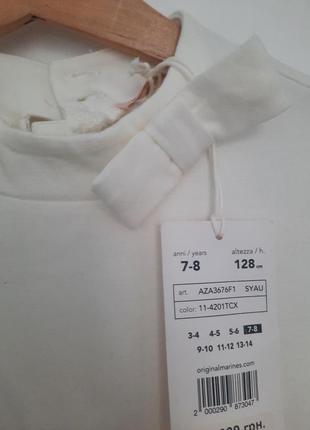 anni / years altezza / h.
7-8 128 cm
art. AZA3676F1 SYAU
color: 11-4201TCX
3-4 4-5 5-6 7-8
9-10 11-12 13-14
originalmarines.com
2 000290 873047
грн.